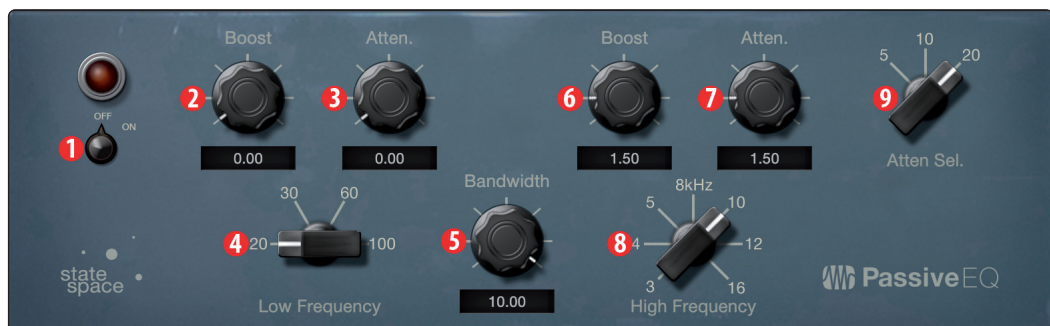 Boost
Atten.
Boost
Atten.
5 10 20
OFF
ON
1
2
3
6
7
9
0.00
0.00
1.50
1.50
Atten Sel.
Bandwidth
30
60
8kHz
5
10
4
20
100
5
8
4
12
3
16
state
space
Low Frequency
10.00
High Frequency
PassiveEQ